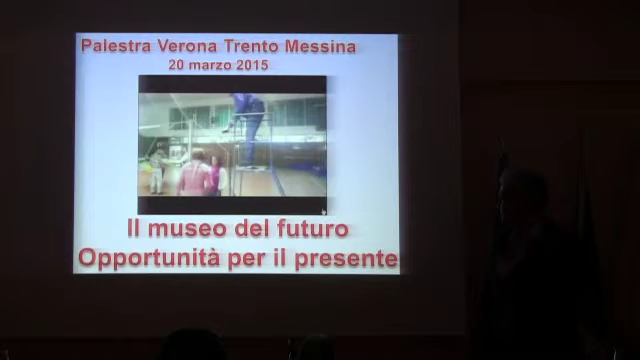 Palestra Verona Trento Messina
20 marzo 2015
Il museo del futuro
Opportunità per il presente